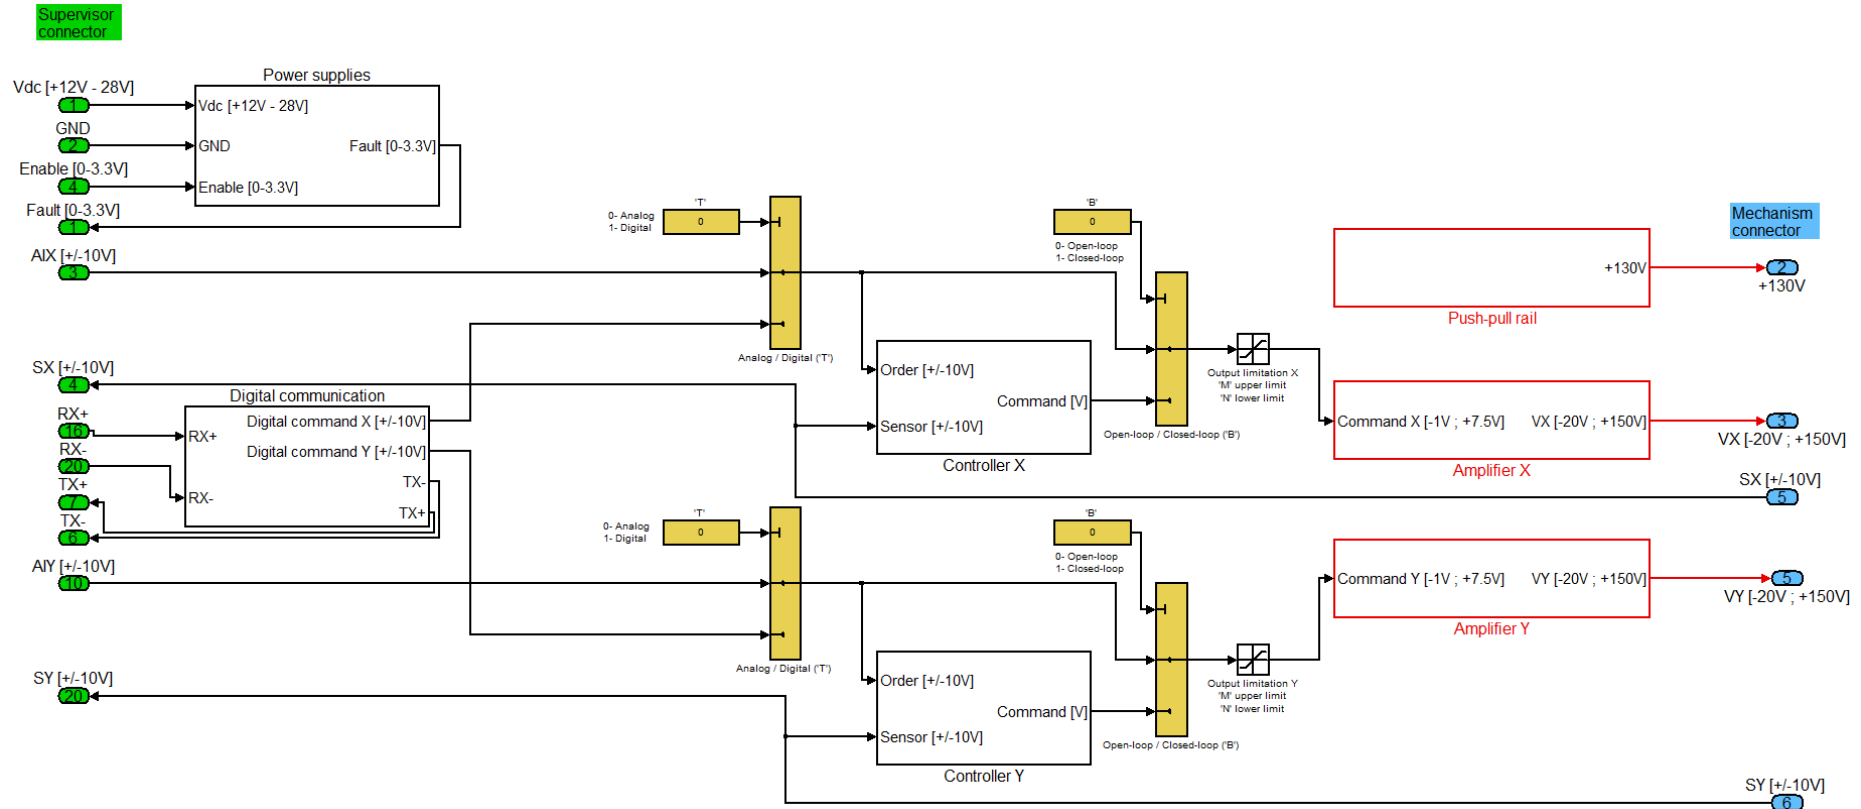 Supervisor
connector
Vdc [+12V - 28V]
1
GND
2
Enable [0-3.3V]
4
Fault [0-3.3V]
1
AIX [+/-10V]
3
Power supplies
Vdc [+12V - 28V]
GND
Enable [0-3.3V]
Fault [0-3.3V]
'T'
0- Analog
1- Digital
0
Analog / Digital ('T')
'B'
0
0- Open-loop
1- Closed-loop
Order [+/-10V]
Sensor [+/-10V]
Command [V]
Controller X
Open-loop / Closed-loop ('B')
Output limitation X
'M' upper limit
'N' lower limit
Mechanism
connector
+130V
Push-pull rail
2
+130V
Command X [-1V ; +7.5V]
VX [-20V ; +150V]
Amplifier X
3
VX [-20V ; +150V]
SX [+/-10V]
5
SX [+/-10V]
4
RX+
16
RX-
20
TX+
7
TX-
6
AIY [+/-10V]
10
Digital communication
RX+
RX-
Digital command X [+/-10V]
Digital command Y [+/-10V]
TX-
TX+
'T'
0- Analog
1- Digital
0
Analog / Digital ('T')
'B'
0
0- Open-loop
1- Closed-loop
Order [+/-10V]
Sensor [+/-10V]
Command [V]
Controller Y
Open-loop / Closed-loop ('B')
Output limitation Y
'M' upper limit
'N' lower limit
Command Y [-1V ; +7.5V]
VY [-20V ; +150V]
Amplifier Y
5
VY [-20V ; +150V]
SY [+/-10V]
20
SY [+/-10V]
6